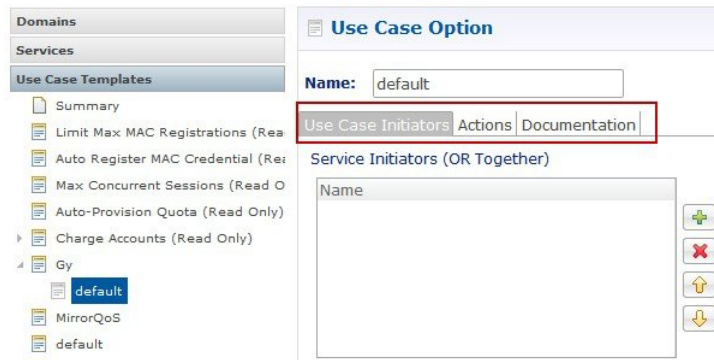 Domains
Services
Use Case Templates
Summary
Limit Max MAC Registrations (Rea
Auto Register MAC Credential (Rea
Max Concurrent Sessions (Read O
Auto-Provision Quota (Read Only)
Charge Accounts (Read Only)
Gy
default
MirrorQoS
default
Use Case Option
Name: default
Use Case Initiators Actions Documentation
Service Initiators (OR Together)
Name